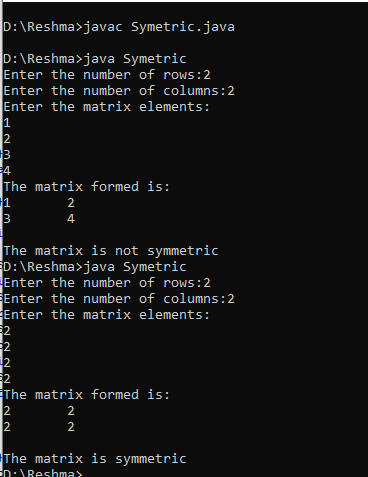 D:\Reshma>javac Symetric.java
D:\Reshma>java Symetric
Enter the number of rows:2
Enter the number of columns:2
Enter the matrix elements:
1
2
3
4
The matrix formed is:
1 2
3 4
The matrix is not symmetric
D:\Reshma>java Symetric
Enter the number of rows:2
Enter the number of columns:2
Enter the matrix elements:
2
2
2
2
The matrix formed is:
2 2
2 2
The matrix is symmetric
D:\Reshma>